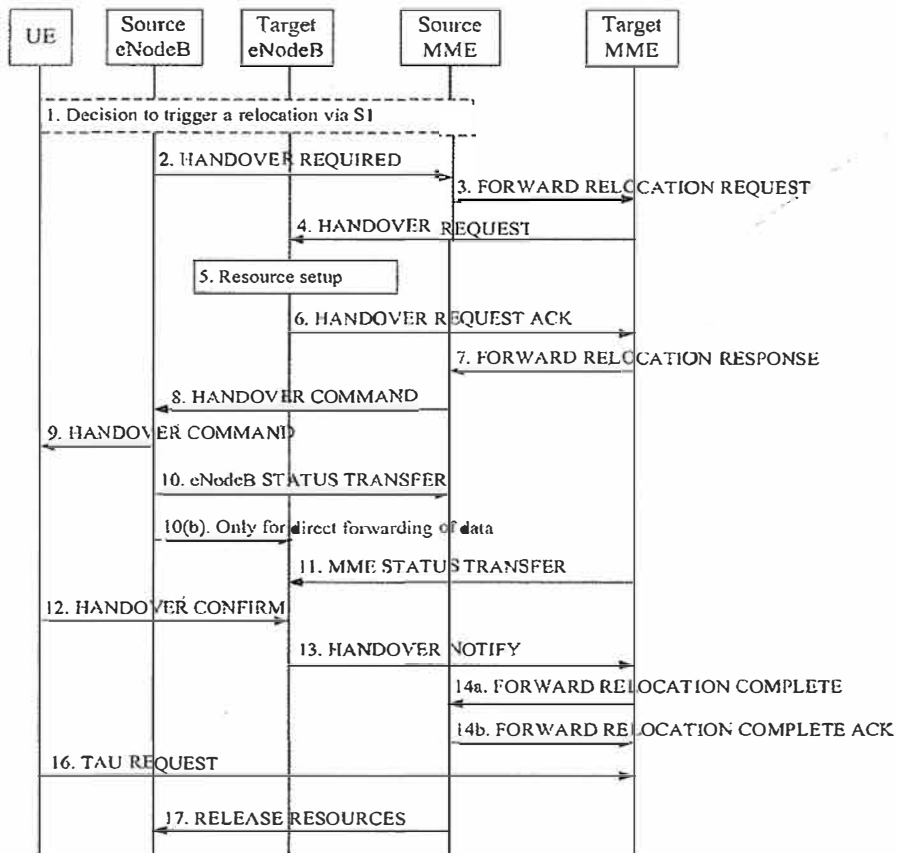 UE
Source
eNodeB
Target
eNodeB
Source
MME
Target
MME
1. Decision to trigger a relocation via S1
2. HANDOVER REQUIRED
3. FORWARD RELOCATION REQUEST
4. HANDOVER REQUEST
5. Resource setup
6. HANDOVER REQUEST ACK
7. FORWARD RELOCATION RESPONSE
8. HANDOVER COMMAND
9. HANDOVER COMMAND
10. eNodeB STATUS TRANSFER
10(b). Only for direct forwarding of data
11. MME STATUS TRANSFER
12. HANDOVER CONFIRM
13. HANDOVER NOTIFY
14a. FORWARD RELOCATION COMPLETE
14b. FORWARD RELOCATION COMPLETE ACK
16. TAU REQUEST
17. RELEASE RESOURCES